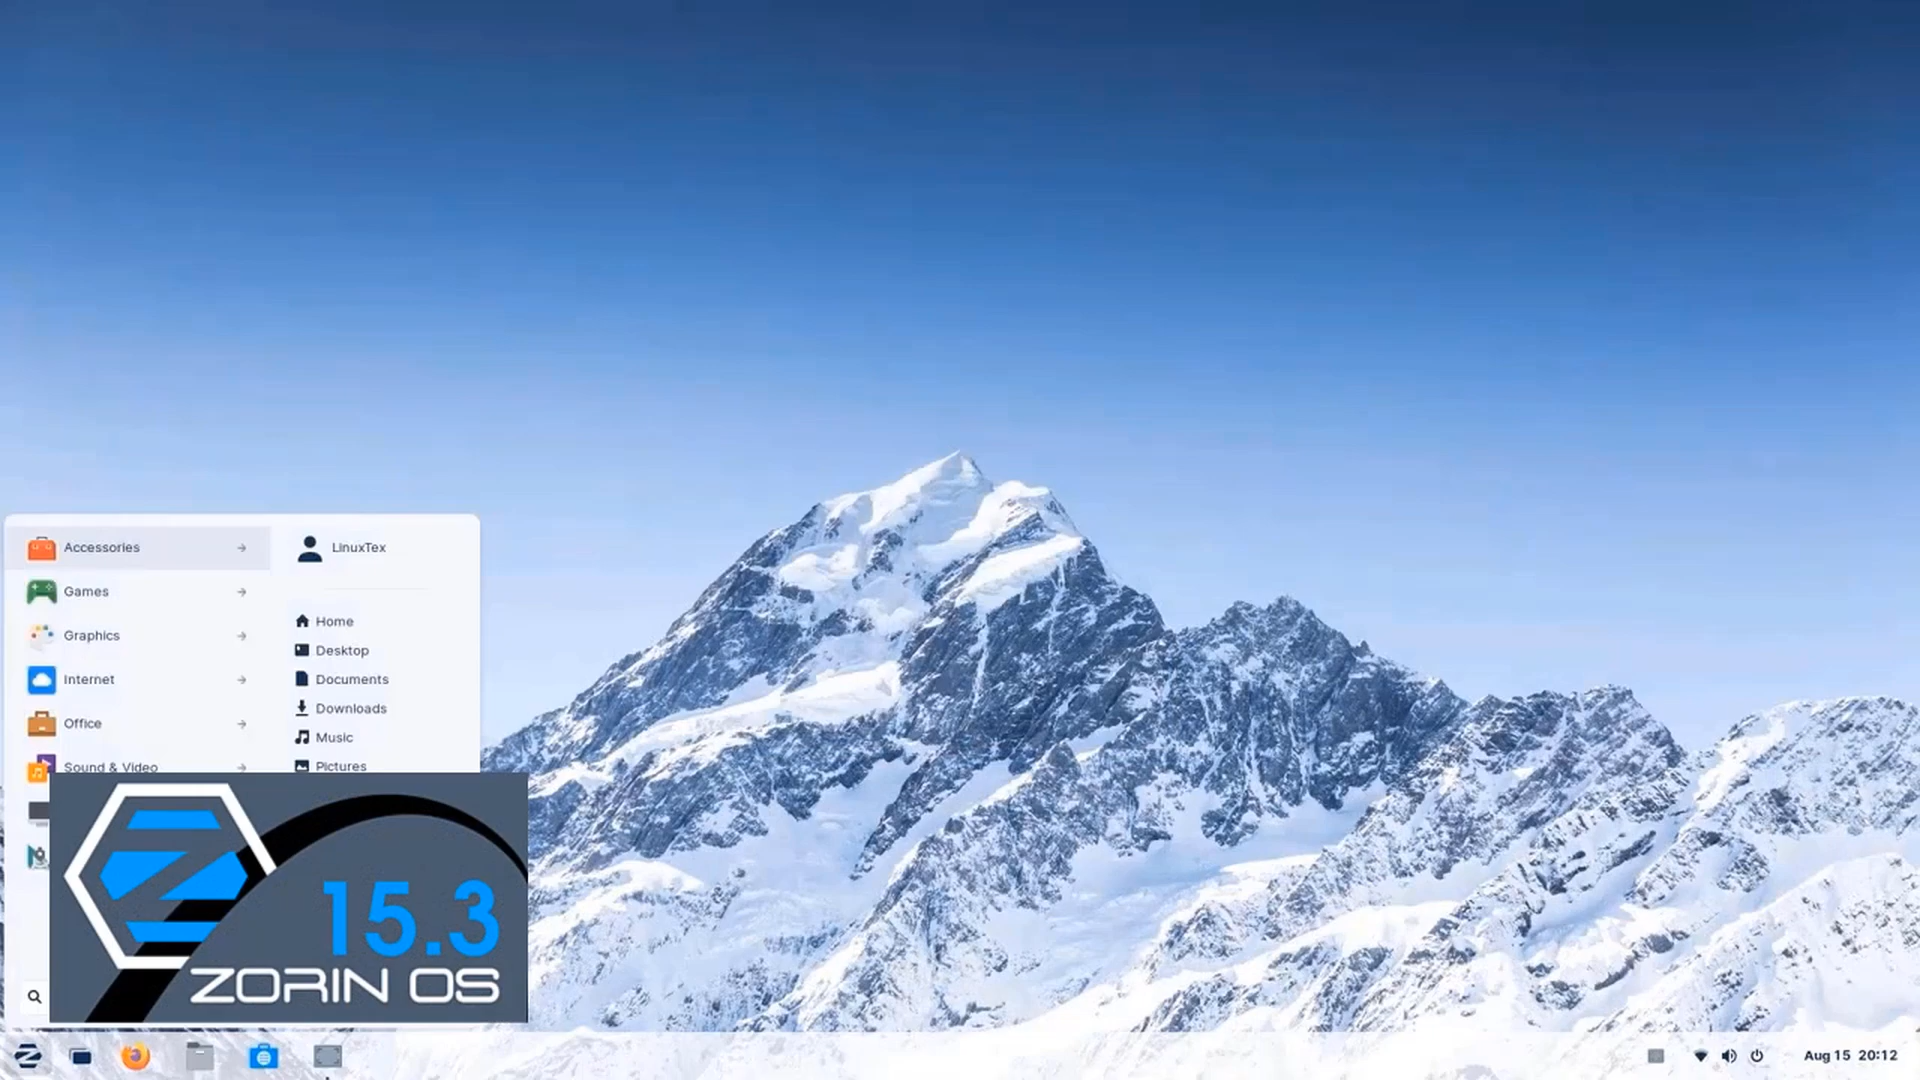 Accessories
Games
Graphics
Internet
Office
Sound & Video
LinuxTex
Home
Desktop
Documents
Downloads
Music
Pictures
15.3
ZORIN OS
Aug 15 20:12